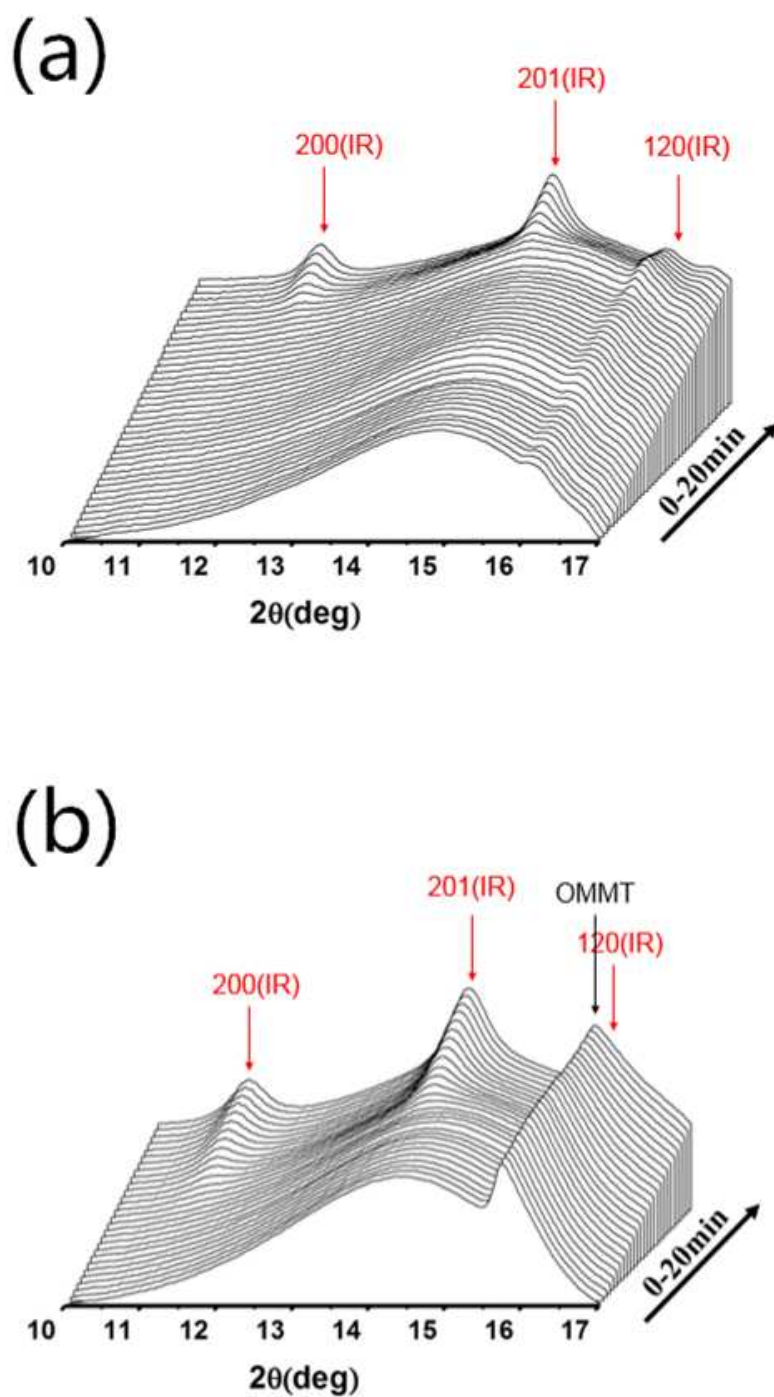 (a)
201(IR)
200(IR)
120(IR)
0-20min
10 11 12 13 14 15 16 17
2θ(deg)
(b)
201(IR)
OMMT
120(IR)
200(IR)
0-20min
10 11 12 13 14 15 16 17
2θ(deg)